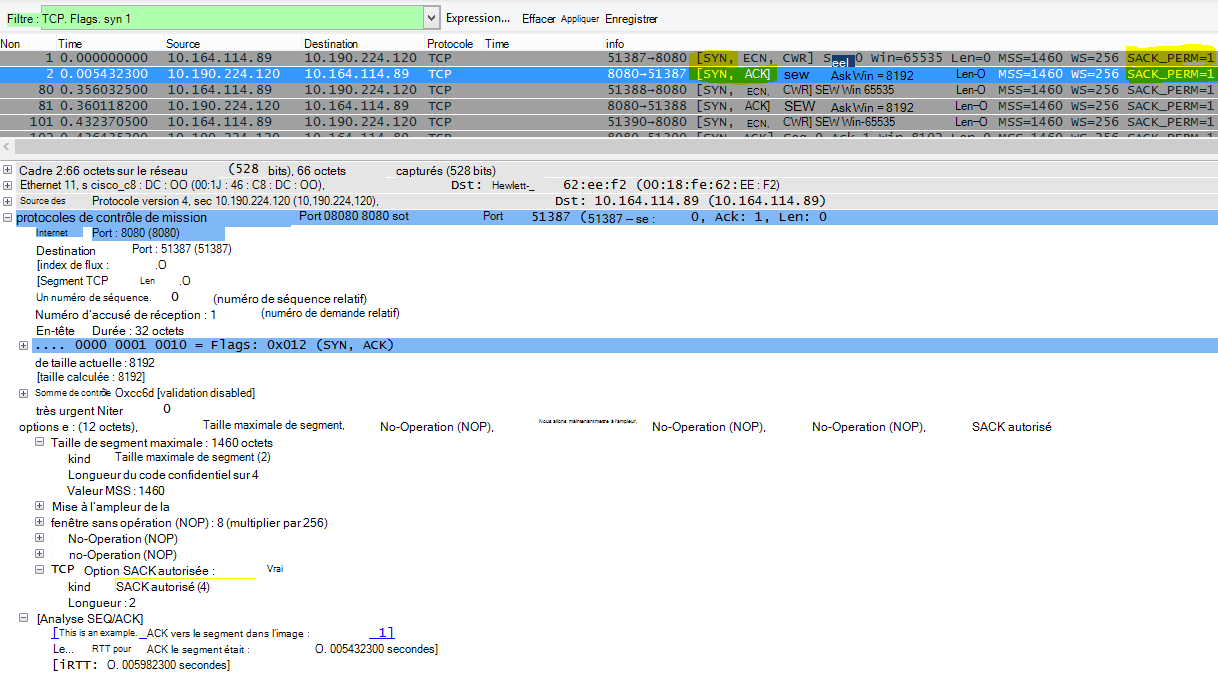 Filtre : TCP. Flags. syn 1 Expression... Effacer Appliquer Enregistrer
Non Time Source Destination Protocole Time info
1 0.000000000 10.164.114.89 10.190.224.120 TCP 51387→8080 [SYN, ECN, CWR] Seel 0 Win=65535 Len=0 MSS=1460 WS=256 SACK_PERM=1
2 0.005432300 10.190.224.120 10.164.114.89 TCP 8080→51387 [SYN, ACK] sew Ask Win = 8192 Len-O MSS=1460 WS=256 SACK_PERM=1
80 0.356032500 10.164.114.89 10.190.224.120 TCP 51388→8080 [SYN, ECN, CWR] SEW Win 65535 Len-O MSS=1460 WS=256 SACK_PERM=1
81 0.360118200 10.190.224.120 10.164.114.89 TCP 8080→51388 [SYN, ACK] SEW Ask Win = 8192 Len-O MSS=1460 WS=256 SACK_PERM=1
101 0.432370500 10.164.114.89 10.190.224.120 TCP 51390→8080 [SYN, ECN, CWR] SEW Win-65535 Len-O MSS=1460 WS=256 SACK_PERM=1
Cadre 2:66 octets sur le réseau (528 bits), 66 octets capturés (528 bits)
Ethernet 11, s cisco_c8 : DC : OO (00:1J : 46 : C8 : DC : OO), Dst: Hewlett-_ 62:ee:f2 (00:18:fe:62:EE : F2)
Source des Protocole version 4, sec 10.190.224.120 (10,190.224,120), Dst: 10.164.114.89 (10.164.114.89)
protocoles de contrôle de mission Port 08080 8080 sot Port 51387 (51387 – se : 0, Ack: 1, Len: 0
Internet Port : 8080 (8080)
Destination Port : 51387 (51387)
[index de flux : .O
[Segment TCP Len .O
Un numéro de séquence. 0 (numéro de séquence relatif)
Numéro d'accusé de réception : 1 (numéro de demande relatif)
En-tête Durée : 32 octets
.... 0000 0001 0010 = Flags: 0x012 (SYN, ACK)
de taille actuelle : 8192
[taille calculée : 8192]
Somme de contrôle Oxcc6d [validation disabled]
très urgent Niter 0
options e : (12 octets), Taille maximale de segment, No-Operation (NOP), Nous allons maintenant mettre à l'ampleur, No-Operation (NOP), No-Operation (NOP), SACK autorisé
Taille de segment maximale : 1460 octets
kind Taille maximale de segment (2)
Longueur du code confidentiel sur 4
Valeur MSS : 1460
Mise à l'ampleur de la
fenêtre sans opération (NOP) : 8 (multiplier par 256)
No-Operation (NOP)
no-Operation (NOP)
TCP Option SACK autorisée : Vrai
kind SACK autorisé (4)
Longueur : 2
[Analyse SEQ/ACK]
[This is an example. ACK vers le segment dans l'image : 1]
Le... RTT pour ACK le segment était : O. 005432300 secondes]
[iRTT: O. 005982300 secondes]